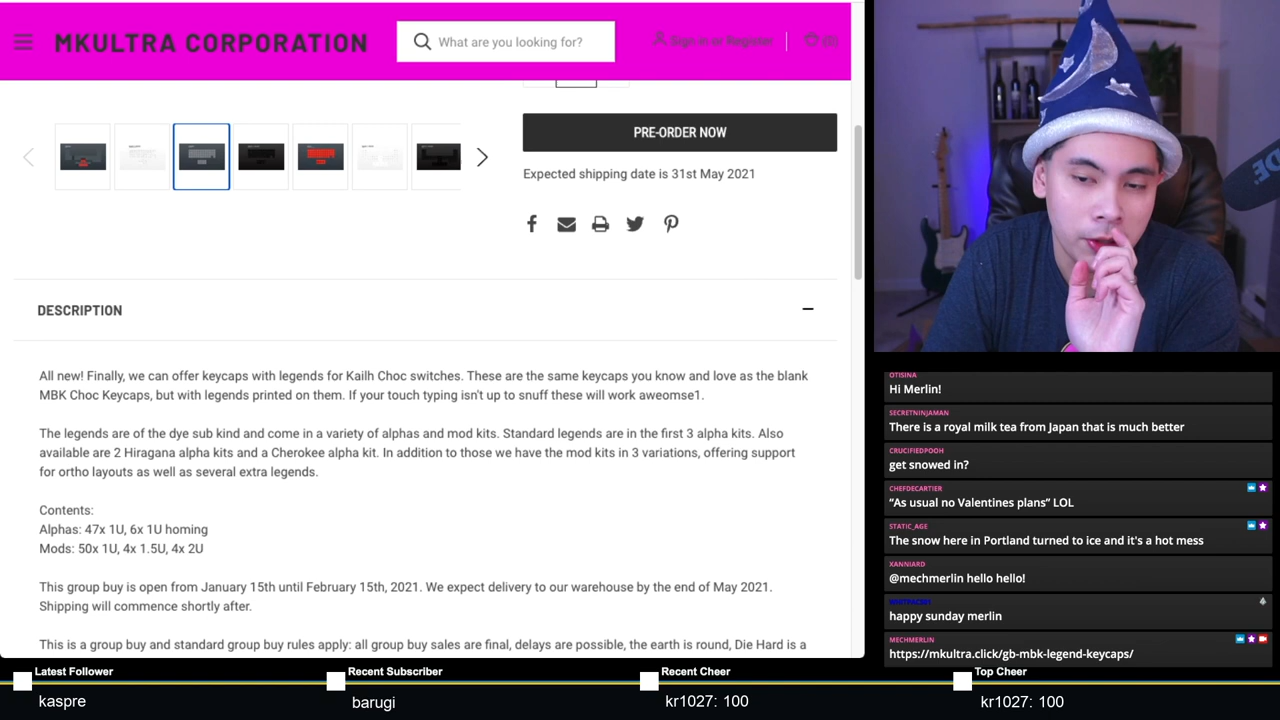 MKULTRA CORPORATION
What are you looking for?
Sign in or Register
(0)
PRE-ORDER NOW
Expected shipping date is 31st May 2021
DESCRIPTION
All new! Finally, we can offer keycaps with legends for Kailh Choc switches. These are the same keycaps you know and love as the blank
MBK Choc Keycaps, but with legends printed on them. If your touch typing isn't up to snuff these will work aweomse1.
The legends are of the dye sub kind and come in a variety of alphas and mod kits. Standard legends are in the first 3 alpha kits. Also
available are 2 Hiragana alpha kits and a Cherokee alpha kit. In addition to those we have the mod kits in 3 variations, offering support
for ortho layouts as well as several extra legends.
Contents:
Alphas: 47x 1U, 6x 1U homing
Mods: 50x 1U, 4x 1.5U, 4x 2U
This group buy is open from January 15th until February 15th, 2021. We expect delivery to our warehouse by the end of May 2021.
Shipping will commence shortly after.
This is a group buy and standard group buy rules apply: all group buy sales are final, delays are possible, the earth is round, Die Hard is a
OTISINA
Hi Merlin!
SECRETNINJAMAN
There is a royal milk tea from Japan that is much better
CRUCIFIEDPOOH
get snowed in?
CHEFDECARTIER
“As usual no Valentines plans” LOL
STATIC_AGE
The snow here in Portland turned to ice and it's a hot mess
XANNIARD
@mechmerlin hello hello!
happy sunday merlin
MECHMERLIN
https://mkultra.click/gb-mbk-legend-keycaps/
Latest Follower
kaspre
Recent Subscriber
barugi
Recent Cheer
kr1027: 100
Top Cheer
kr1027: 100